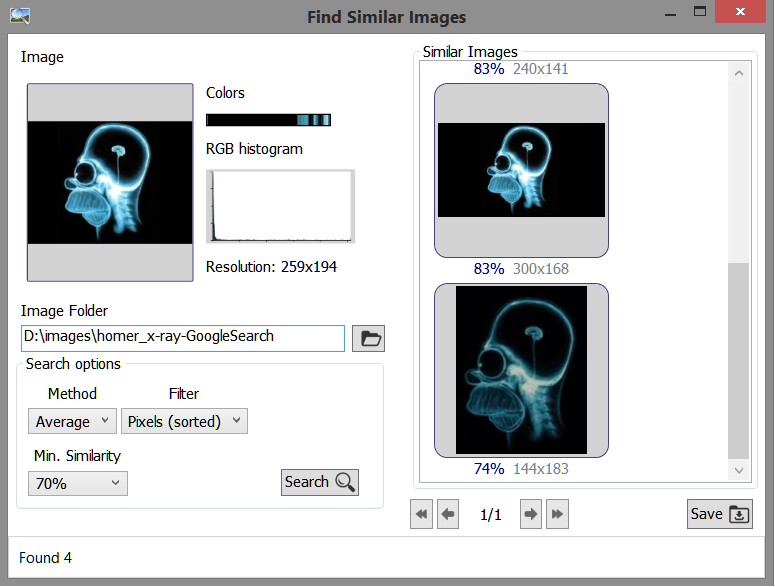 Find Similar Images
Image
Colors
RGB histogram
Resolution: 259x194
Image Folder
D:\images\homer_x-ray-GoogleSearch
Search options
Method Filter
Average Pixels (sorted)
Min. Similarity
70%
Search
Similar Images
83% 240x141
83% 300x168
74% 144x183
1/1
Save
Found 4